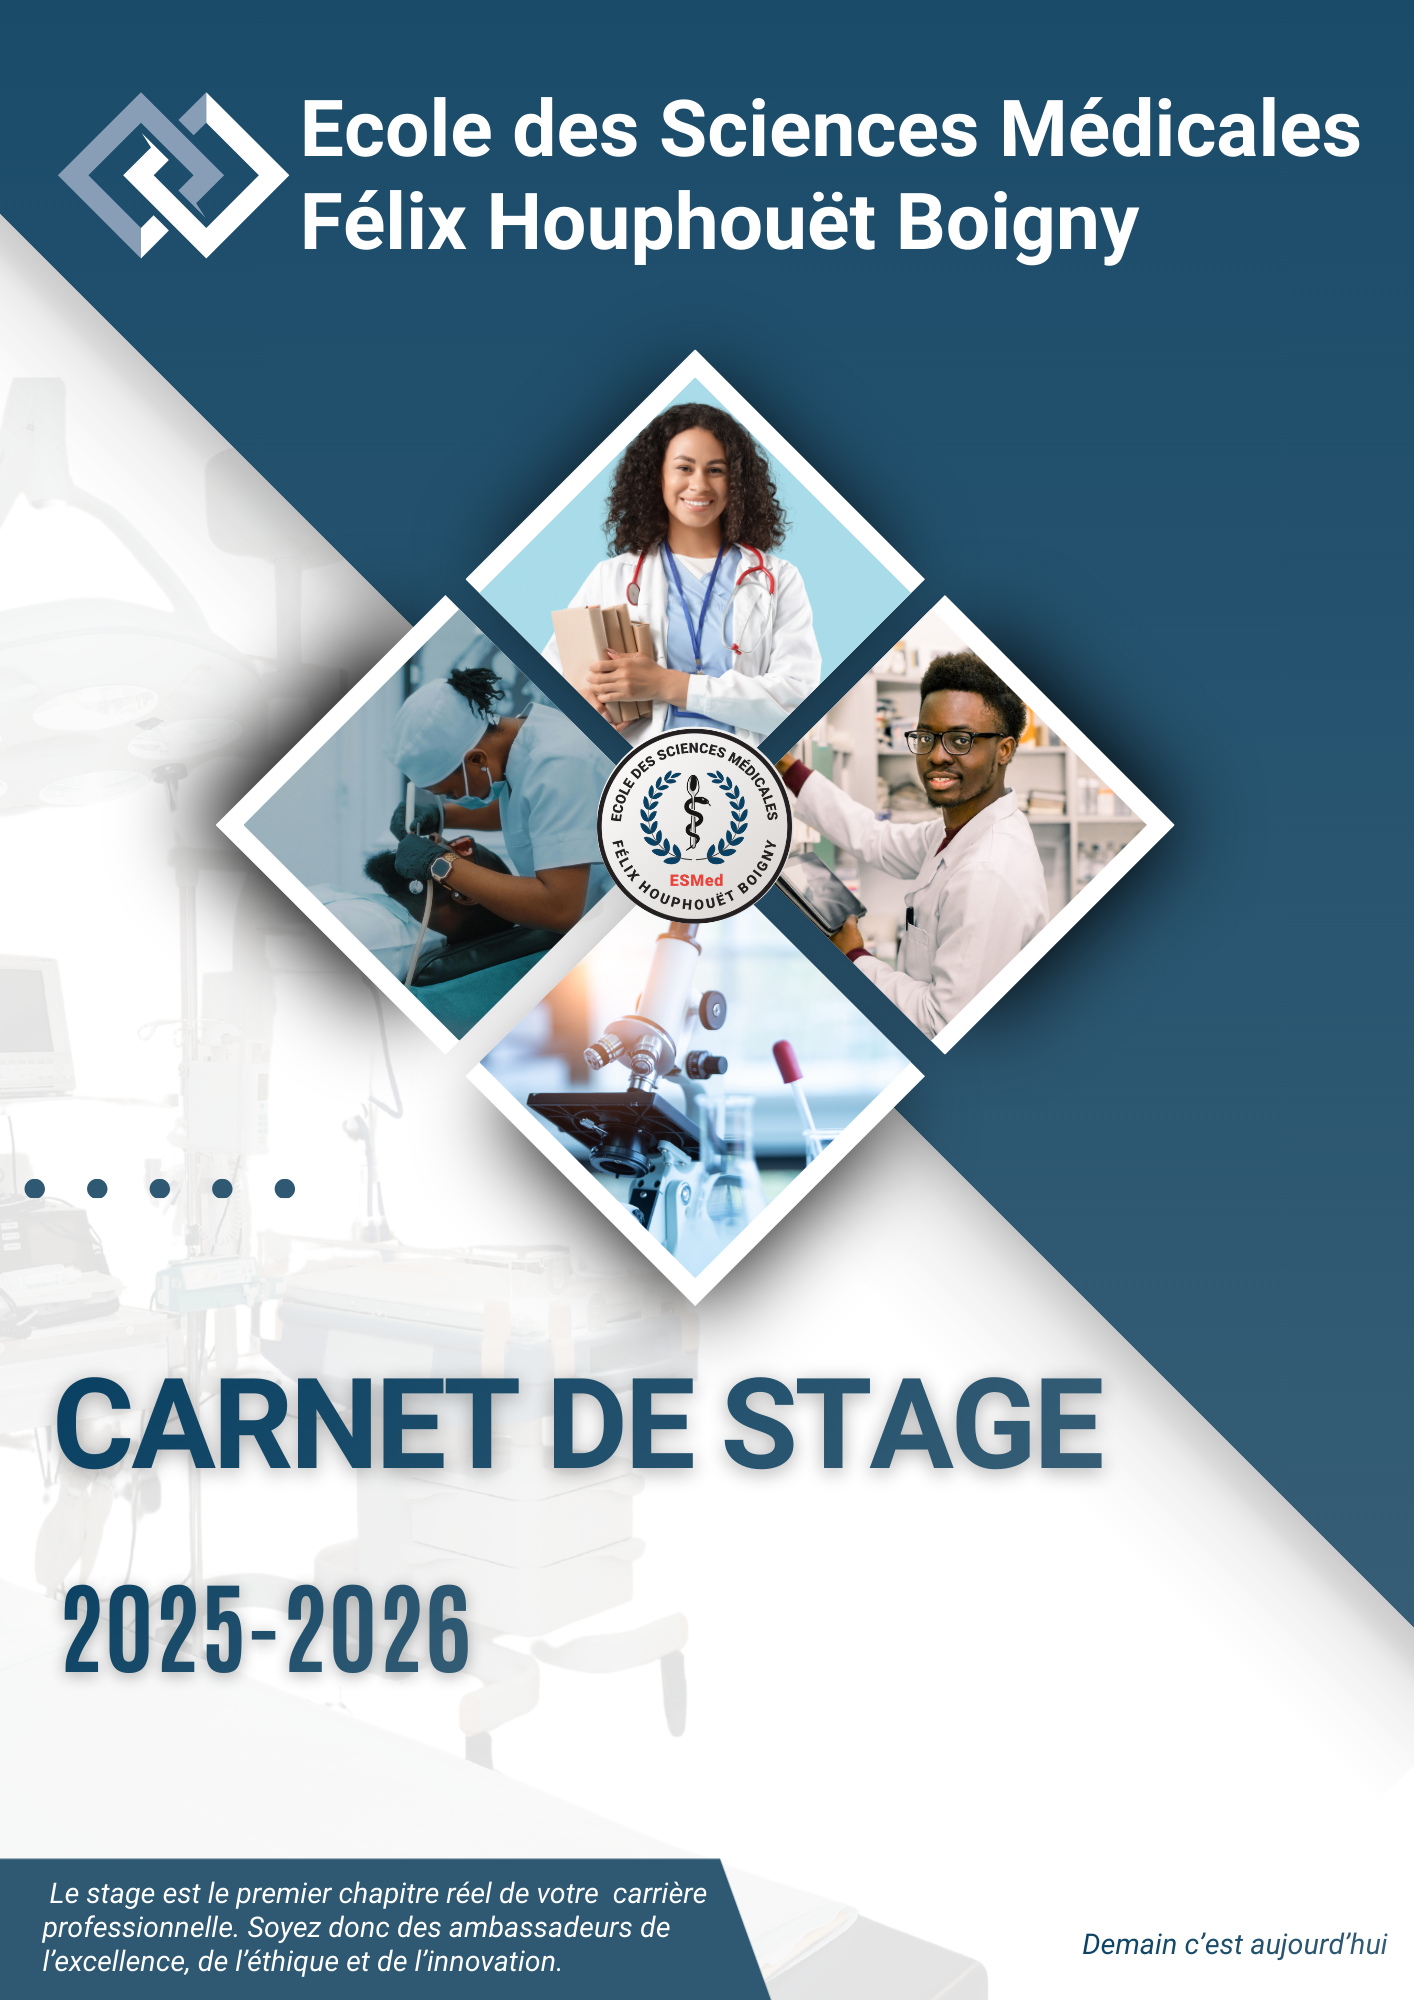 Ecole des Sciences Médicales
Félix Houphouët Boigny
ECOLE DES SCIENCES MÉDICALES
ESMed
FÉLIX HOUPHOUËT BOIGNY
CARNET DE STAGE
2025-2026
Le stage est le premier chapitre réel de votre carrière
professionnelle. Soyez donc des ambassadeurs de
l’excellence, de l’éthique et de l’innovation.
Demain c’est aujourd’hui